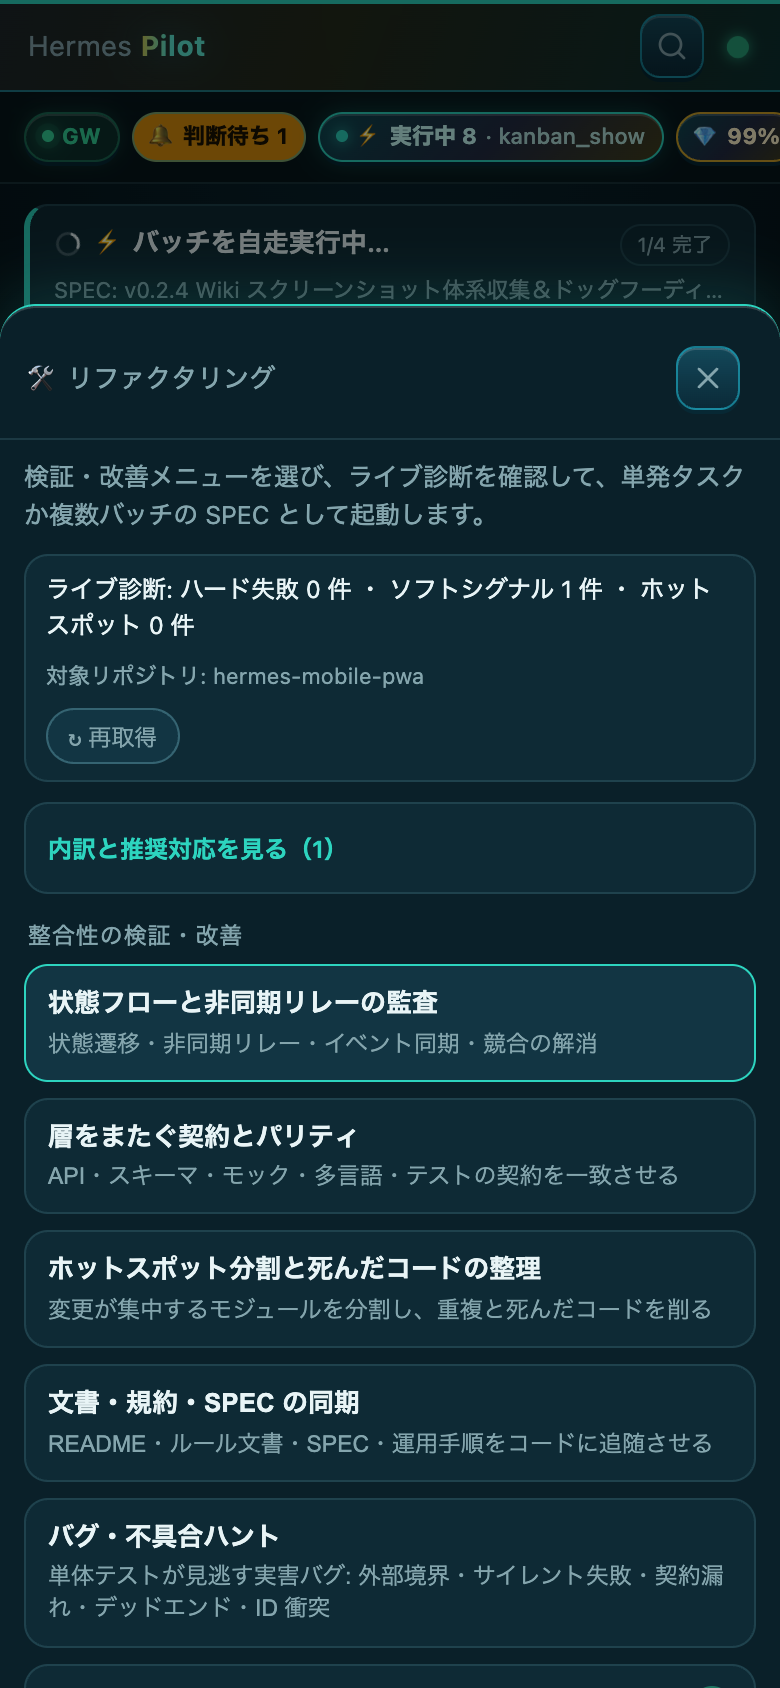 Hermes Pilot
GW
判断待ち 1
実行中 8 · kanban_show
99%
バッチを自走実行中...
1/4 完了
SPEC: v0.2.4 Wiki スクリーンショット体系収集＆ドッグフーディ...
リファクタリング
検証・改善メニューを選び、ライブ診断を確認して、単発タスク
か複数バッチの SPEC として起動します。
ライブ診断: ハード失敗 0 件 ・ ソフトシグナル 1 件 ・ ホット
スポット 0 件
対象リポジトリ: hermes-mobile-pwa
↻ 再取得
内訳と推奨対応を見る（1）
整合性の検証・改善
状態フローと非同期リレーの監査
状態遷移・非同期リレー・イベント同期・競合の解消
層をまたぐ契約とパリティ
API・スキーマ・モック・多言語・テストの契約を一致させる
ホットスポット分割と死んだコードの整理
変更が集中するモジュールを分割し、重複と死んだコードを削る
文書・規約・SPEC の同期
README・ルール文書・SPEC・運用手順をコードに追随させる
バグ・不具合ハント
単体テストが見逃す実害バグ: 外部境界・サイレント失敗・契約漏
れ・デッドエンド・ID 衝突